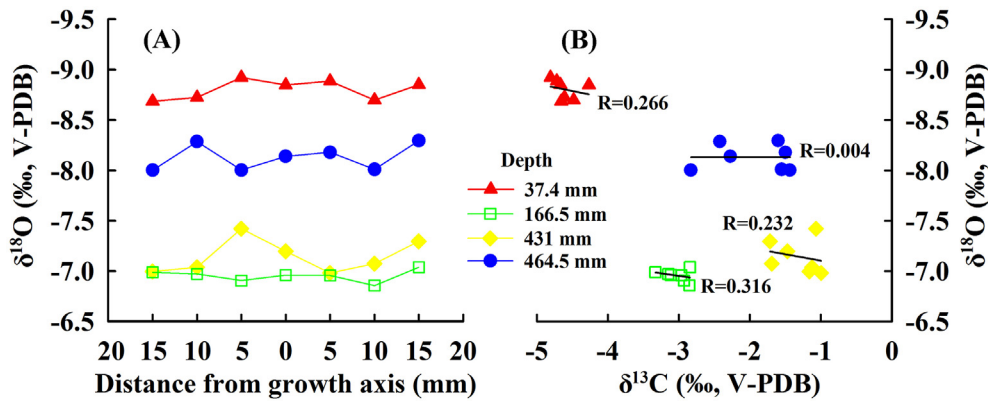 (A)
δ18O (‰, V-PDB)
-9.5
-9.0
-8.5
-8.0
-7.5
-7.0
-6.5
20 15 10 5 0 5 10 15 20
Distance from growth axis (mm)
Depth
37.4 mm
166.5 mm
431 mm
464.5 mm
(B)
R=0.266
R=0.004
R=0.232
R=0.316
-5 -4 -3 -2 -1 0
δ13C (‰, V-PDB)
-9.5
-9.0
-8.5
-8.0
-7.5
-7.0
-6.5
δ18O (‰, V-PDB)